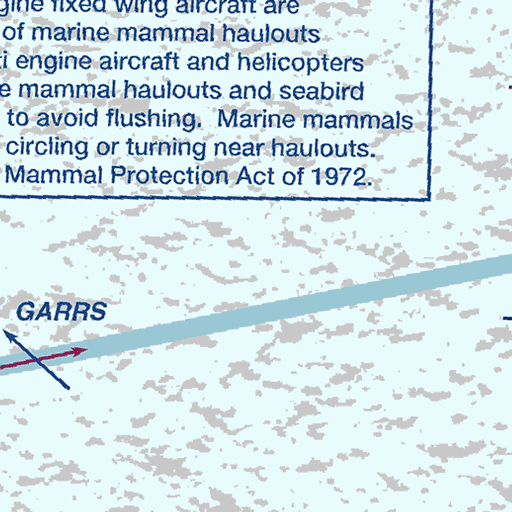 fixed wing aircraft are
of marine mammal haulouts
engine aircraft and helicopters
mammal haulouts and seabird
to avoid flushing. Marine mammals
circling or turning near haulouts.
Mammal Protection Act of 1972.
GARRS